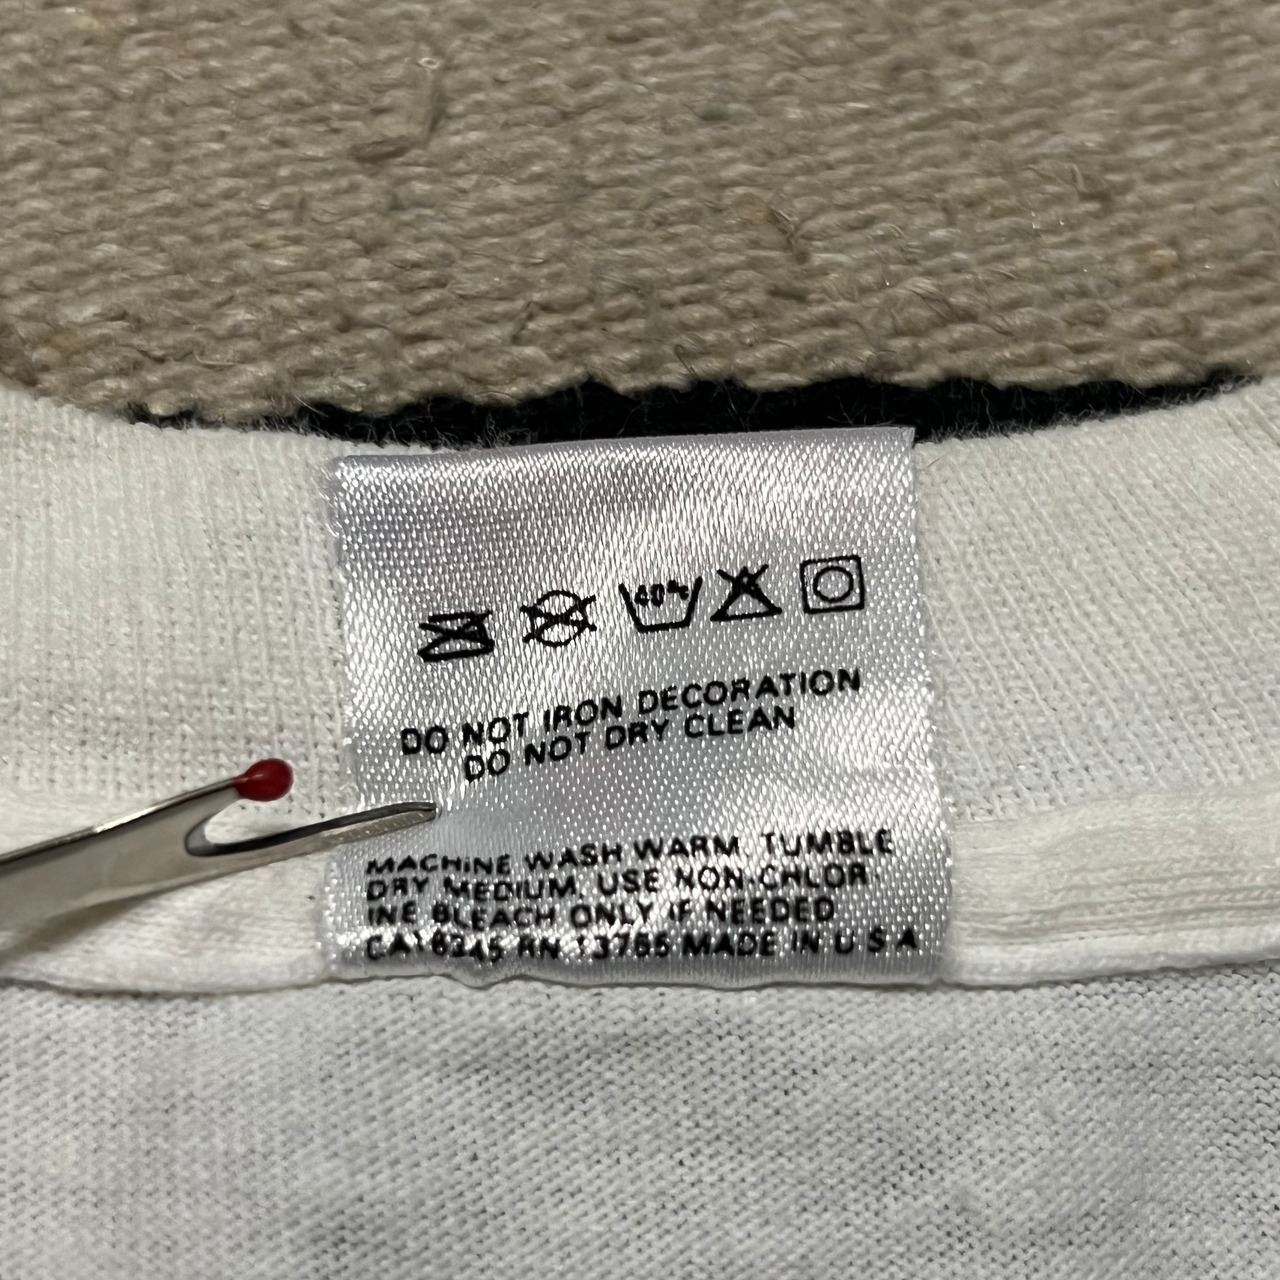 40°c
DO NOT IRON DECORATION
DO NOT DRY CLEAN
MACHINE WASH WARM, TUMBLE
DRY MEDIUM, USE NON-CHLOR
INE BLEACH ONLY IF NEEDED
CA16245 RN 13765 MADE IN U S A